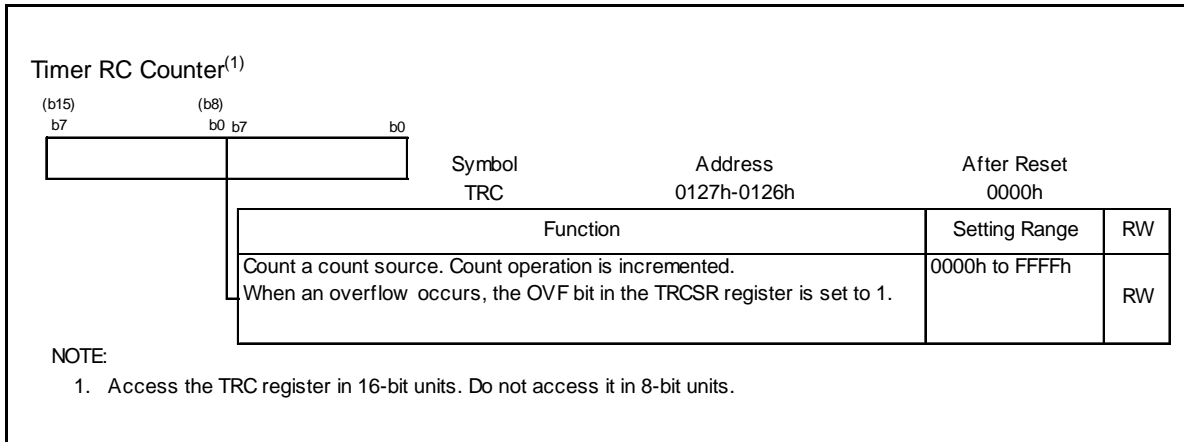 Timer RC Counter(1)
(b15) (b8)
b7 b0 b7 b0
Symbol Address After Reset
TRC 0127h-0126h 0000h
Function Setting Range RW
Count a count source. Count operation is incremented. 0000h to FFFFh
When an overflow occurs, the OVF bit in the TRCSR register is set to 1. RW
NOTE:
1. Access the TRC register in 16-bit units. Do not access it in 8-bit units.